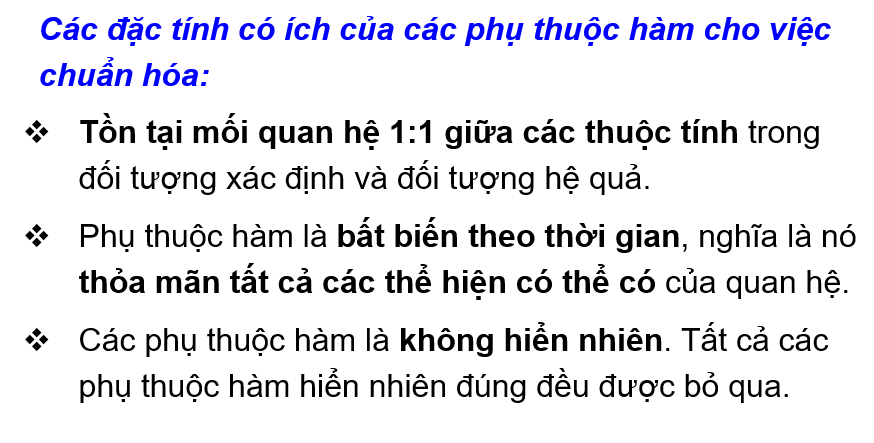 Các đặc tính có ích của các phụ thuộc hàm cho việc
chuẩn hóa:
❖ Tồn tại mối quan hệ 1:1 giữa các thuộc tính trong
đối tượng xác định và đối tượng hệ quả.
❖ Phụ thuộc hàm là bất biến theo thời gian, nghĩa là nó
thỏa mãn tất cả các thể hiện có thể có của quan hệ.
❖ Các phụ thuộc hàm là không hiển nhiên. Tất cả các
phụ thuộc hàm hiển nhiên đúng đều được bỏ qua.